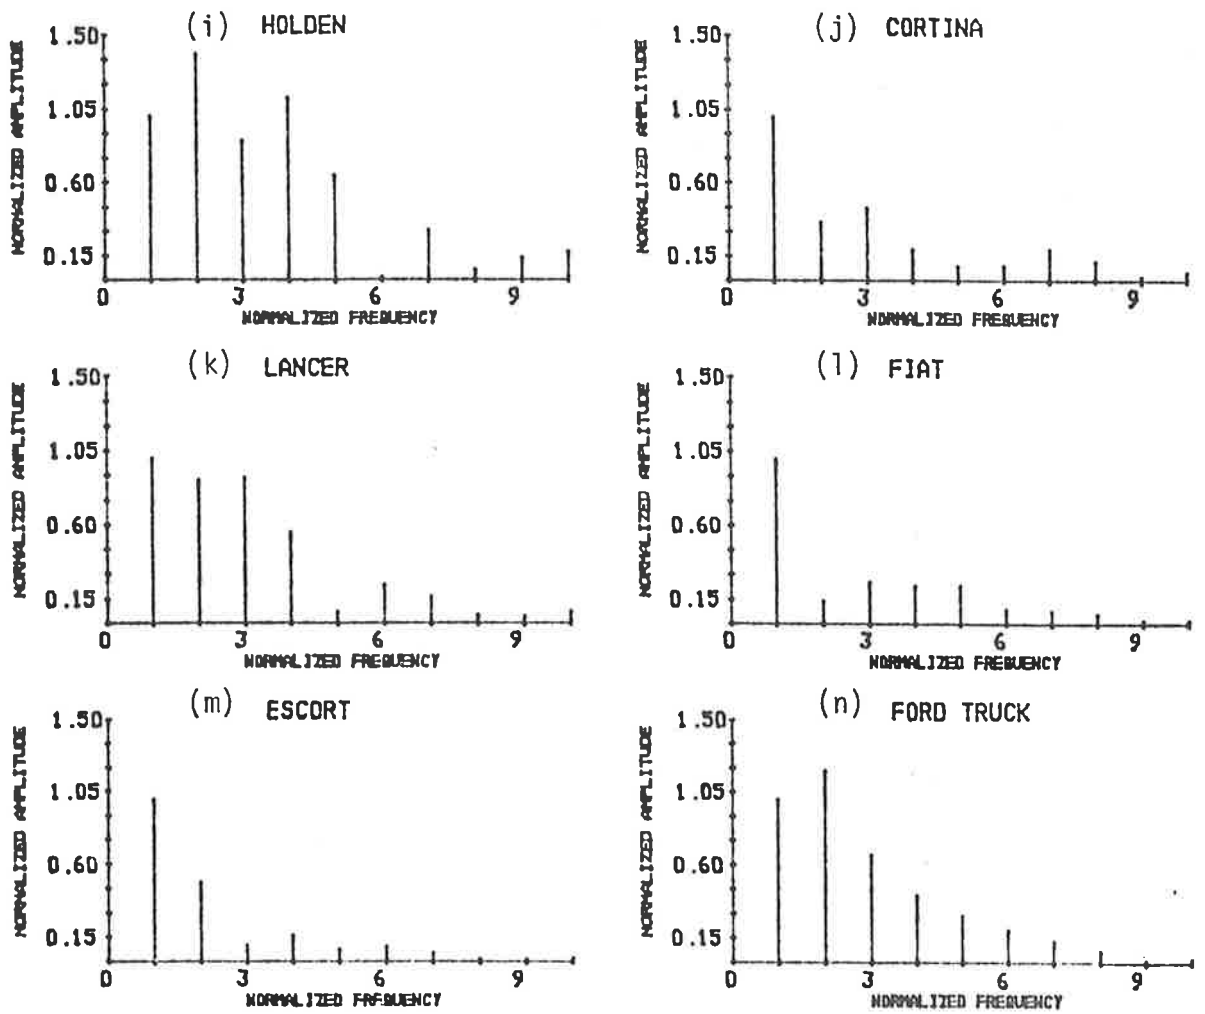 (i) HOLDEN
NORMALIZED AMPLITUDE
1.50
1.05
0.60
0.15
0 3 6 9
NORMALIZED FREQUENCY
(j) CORTINA
NORMALIZED AMPLITUDE
1.50
1.05
0.60
0.15
0 3 6 9
NORMALIZED FREQUENCY
(k) LANCER
NORMALIZED AMPLITUDE
1.50
1.05
0.60
0.15
0 3 6 9
NORMALIZED FREQUENCY
(l) FIAT
NORMALIZED AMPLITUDE
1.50
1.05
0.60
0.15
0 3 6 9
NORMALIZED FREQUENCY
(m) ESCORT
NORMALIZED AMPLITUDE
1.50
1.05
0.60
0.15
0 3 6 9
NORMALIZED FREQUENCY
(n) FORD TRUCK
NORMALIZED AMPLITUDE
1.50
1.05
0.60
0.15
0 3 6 9
NORMALIZED FREQUENCY